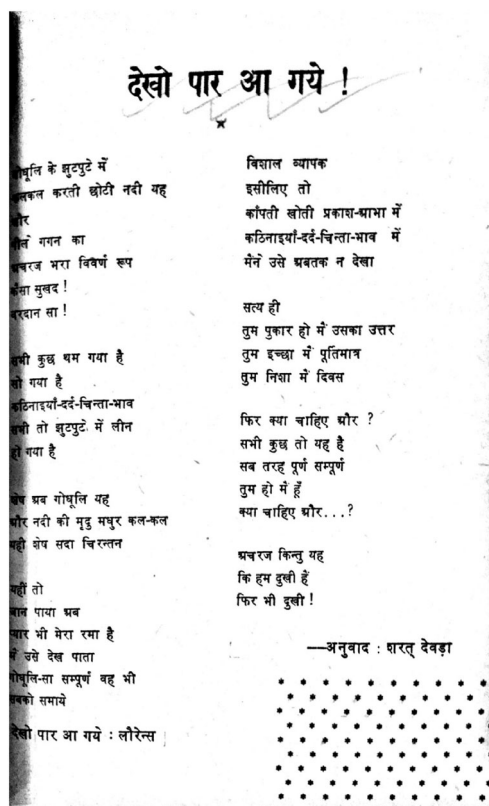 देखो पार आ गये !
गोधूलि के झुटपुटे में
कलकल करती छोटी नदी यह
और
नीले गगन का
अचरज भरा विवर्ण रूप
कैसा सुखद !
वरदान सा !
सभी कुछ थम गया है
सो गया है
कठिनाइयाँ-दर्द-चिन्ता-भाव
सभी तो झुटपुटे में लीन
हो गया है
शेष अब गोधूलि यह
और नदी की मृदु मधुर कल-कल
यही शेष सदा चिरन्तन
यहीं तो
जान पाया अब
प्यार भी मेरा रमा है
मैं उसे देख पाता
गोधूलि-सा सम्पूर्ण वह भी
सबको समाये
देखो पार आ गये : लौरेन्स
विशाल व्यापक
इसीलिए तो
काँपती खोती प्रकाश-आभा में
कठिनाइयाँ-दर्द-चिन्ता-भाव में
मैंने उसे अबतक न देखा
सत्य ही
तुम पुकार हो मैं उसका उत्तर
तुम इच्छा मैं पूर्तिमात्र
तुम निशा मैं दिवस
फिर क्या चाहिए और ?
सभी कुछ तो यह है
सब तरह पूर्ण सम्पूर्ण
तुम हो मैं हूँ
क्या चाहिए और...?
अचरज किन्तु यह
कि हम दुखी हैं
फिर भी दुखी !
—अनुवाद : शरत् देवड़ा